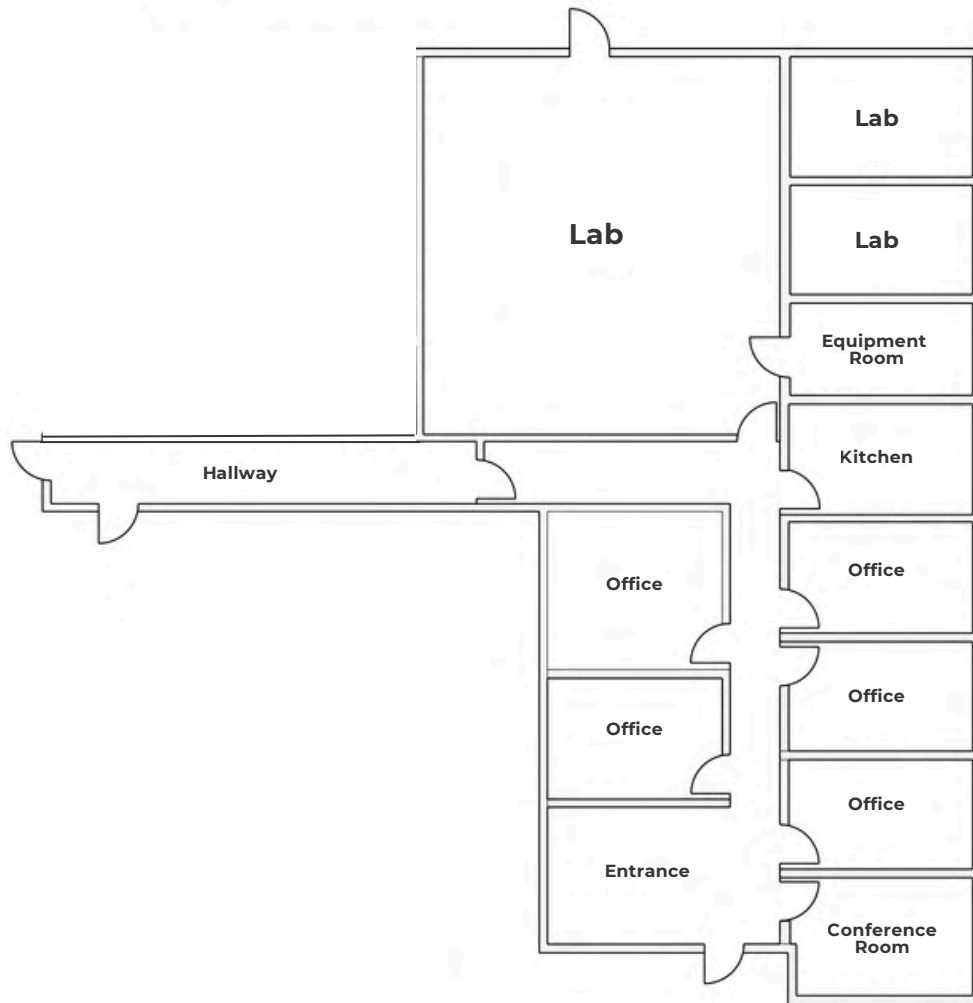 Lab
Lab
Lab
Equipment
Room
Kitchen
Hallway
Office
Office
Office
Office
Office
Entrance
Conference
Room